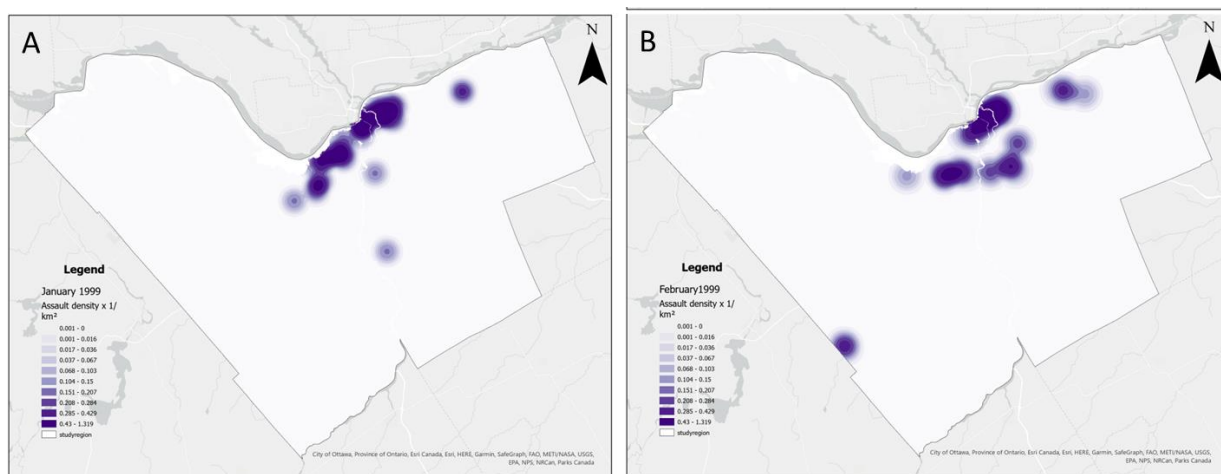 A
N
Legend
January 1999
Assault density x 1/
km²
0.001 - 0
0.001 - 0.016
0.017 - 0.036
0.037 - 0.067
0.068 - 0.103
0.104 - 0.15
0.151 - 0.207
0.208 - 0.284
0.285 - 0.429
0.43 - 1.319
studyregion
City of Ottawa, Province of Ontario, Esri Canada, Esri, HERE, Garmin, SafeGraph, FAO, METI/NASA, USGS,
EPA, NPS, NRCan, Parks Canada
B
N
Legend
February1999
Assault density x 1/
km²
0.001 - 0
0.001 - 0.016
0.017 - 0.036
0.037 - 0.067
0.068 - 0.103
0.104 - 0.15
0.151 - 0.207
0.208 - 0.284
0.285 - 0.429
0.43 - 1.319
studyregion
City of Ottawa, Province of Ontario, Esri Canada, Esri, HERE, Garmin, SafeGraph, FAO, METI/NASA, USGS,
EPA, NPS, NRCan, Parks Canada